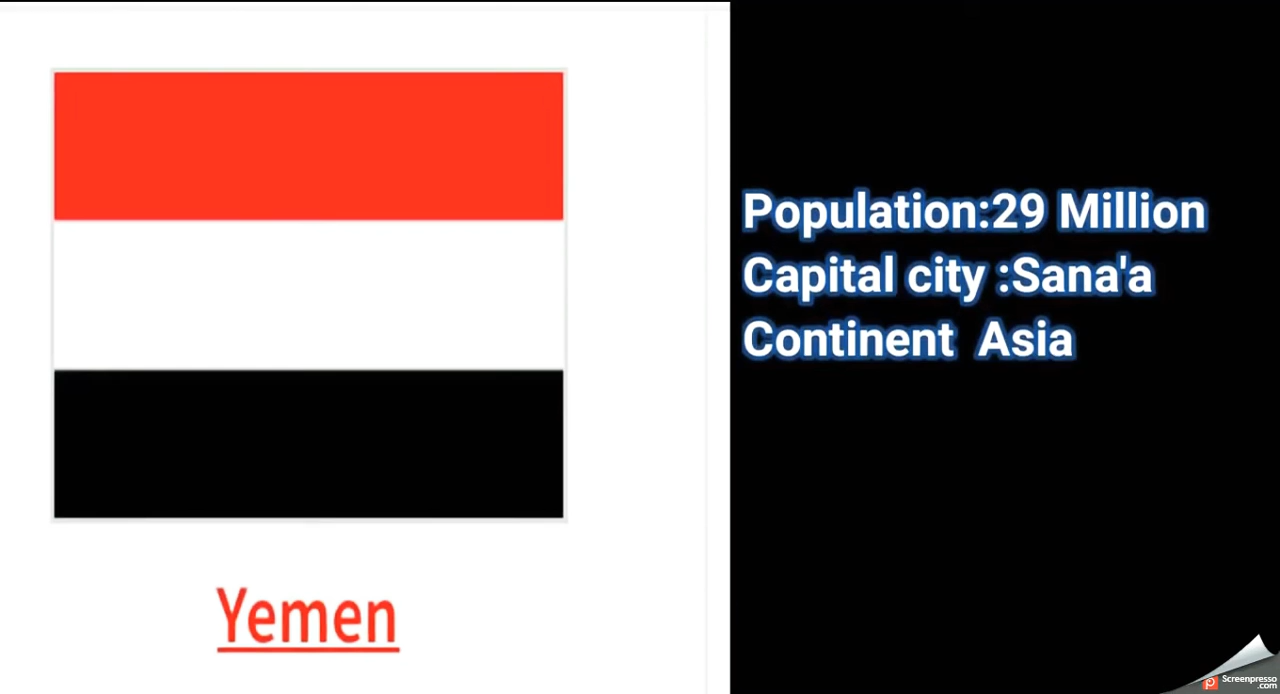 Population:29 Million
Capital city :Sana'a
Continent  Asia
Yemen
Screenpresso
.com